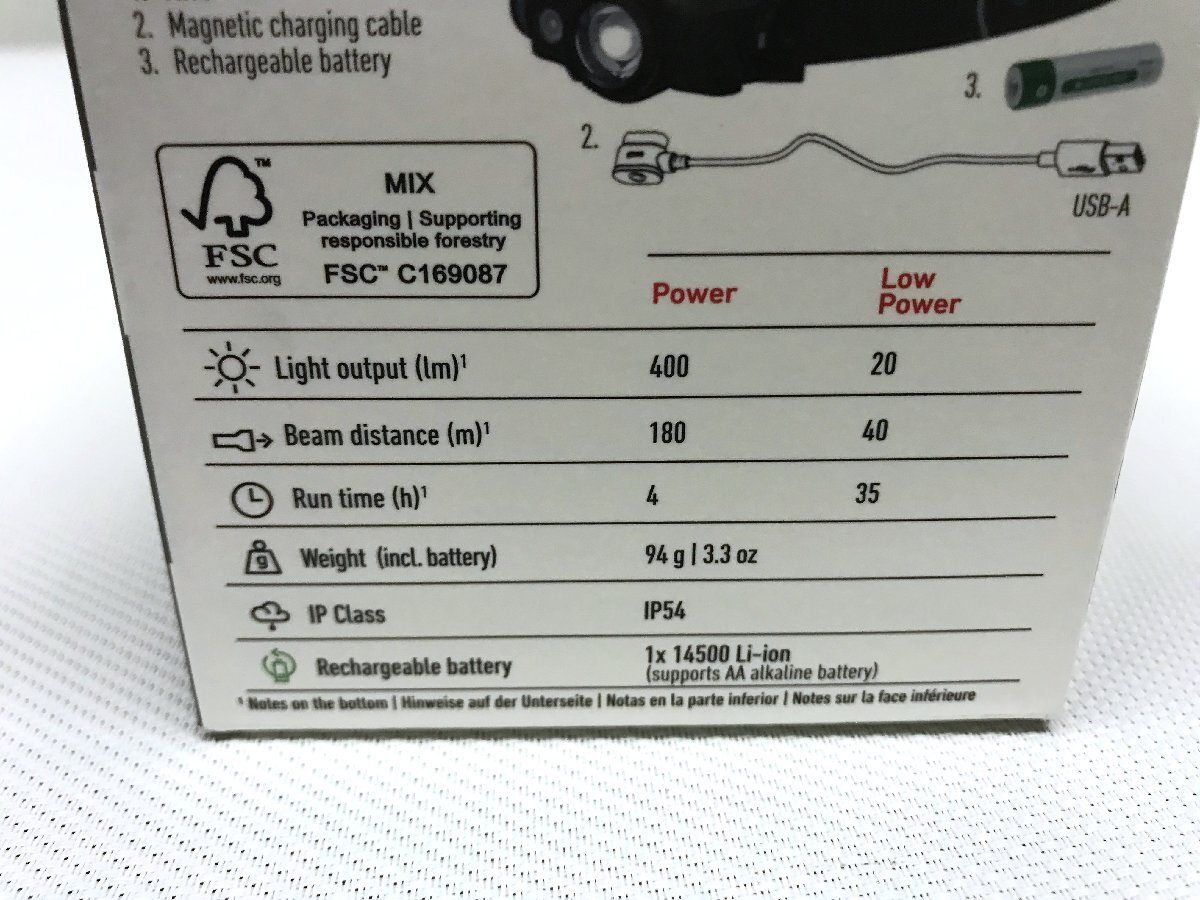 2. Magnetic charging cable
3. Rechargeable battery
3.
2.
USB-A
TM
FSC
www.fsc.org
MIX
Packaging | Supporting
responsible forestry
FSC™ C169087
Power
Low
Power
Light output (lm)¹ 400 20
Beam distance (m)¹ 180 40
Run time (h)¹ 4 35
g Weight (incl. battery) 94 g | 3.3 oz
IP Class IP54
Rechargeable battery 1x 14500 Li-ion
(supports AA alkaline battery)
¹ Notes on the bottom | Hinweise auf der Unterseite | Notas en la parte inferior | Notes sur la face inférieure